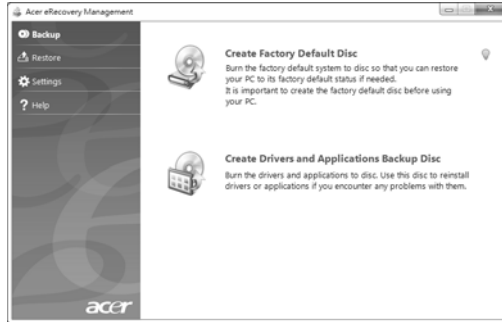 Acer eRecovery Management
Backup
Restore
Settings
Help
Create Factory Default Disc
Burn the factory default system to disc so that you can restore
your PC to its factory default status if needed.
It is important to create the factory default disc before using
your PC.
Create Drivers and Applications Backup Disc
Burn the drivers and applications to disc. Use this disc to reinstall
drivers or applications if you encounter any problems with them.
acer